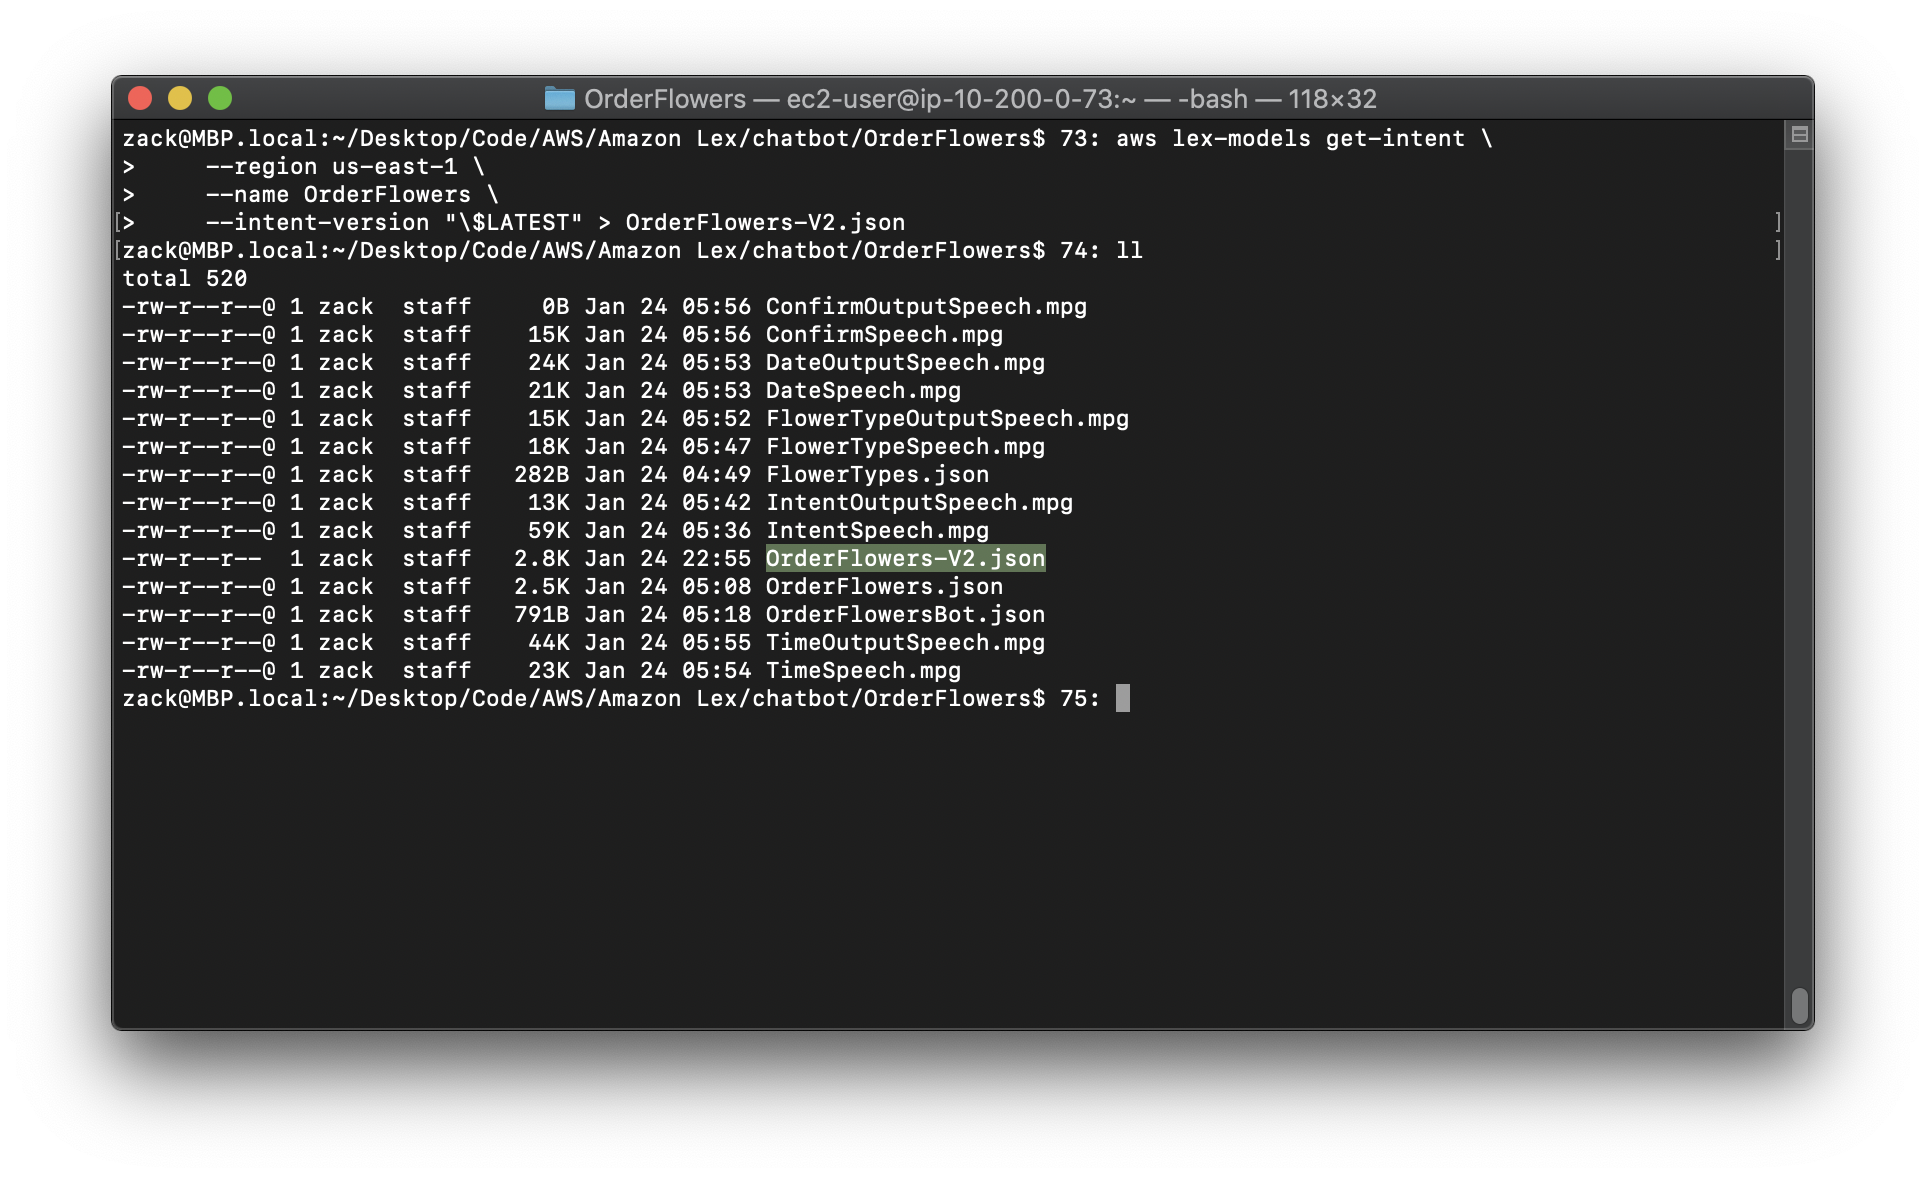 OrderFlowers — ec2-user@ip-10-200-0-73:~ — -bash — 118×32
zack@MBP.local:~/Desktop/Code/AWS/Amazon Lex/chatbot/OrderFlowers$ 73: aws lex-models get-intent \
>     --region us-east-1 \
>     --name OrderFlowers \
[>     --intent-version "\$LATEST" > OrderFlowers-V2.json ]
[zack@MBP.local:~/Desktop/Code/AWS/Amazon Lex/chatbot/OrderFlowers$ 74: ll ]
total 520
-rw-r--r--@ 1 zack  staff     0B Jan 24 05:56 ConfirmOutputSpeech.mpg
-rw-r--r--@ 1 zack  staff    15K Jan 24 05:56 ConfirmSpeech.mpg
-rw-r--r--@ 1 zack  staff    24K Jan 24 05:53 DateOutputSpeech.mpg
-rw-r--r--@ 1 zack  staff    21K Jan 24 05:53 DateSpeech.mpg
-rw-r--r--@ 1 zack  staff    15K Jan 24 05:52 FlowerTypeOutputSpeech.mpg
-rw-r--r--@ 1 zack  staff    18K Jan 24 05:47 FlowerTypeSpeech.mpg
-rw-r--r--@ 1 zack  staff   282B Jan 24 04:49 FlowerTypes.json
-rw-r--r--@ 1 zack  staff    13K Jan 24 05:42 IntentOutputSpeech.mpg
-rw-r--r--@ 1 zack  staff    59K Jan 24 05:36 IntentSpeech.mpg
-rw-r--r--  1 zack  staff   2.8K Jan 24 22:55 OrderFlowers-V2.json
-rw-r--r--@ 1 zack  staff   2.5K Jan 24 05:08 OrderFlowers.json
-rw-r--r--@ 1 zack  staff   791B Jan 24 05:18 OrderFlowersBot.json
-rw-r--r--@ 1 zack  staff    44K Jan 24 05:55 TimeOutputSpeech.mpg
-rw-r--r--@ 1 zack  staff    23K Jan 24 05:54 TimeSpeech.mpg
zack@MBP.local:~/Desktop/Code/AWS/Amazon Lex/chatbot/OrderFlowers$ 75: